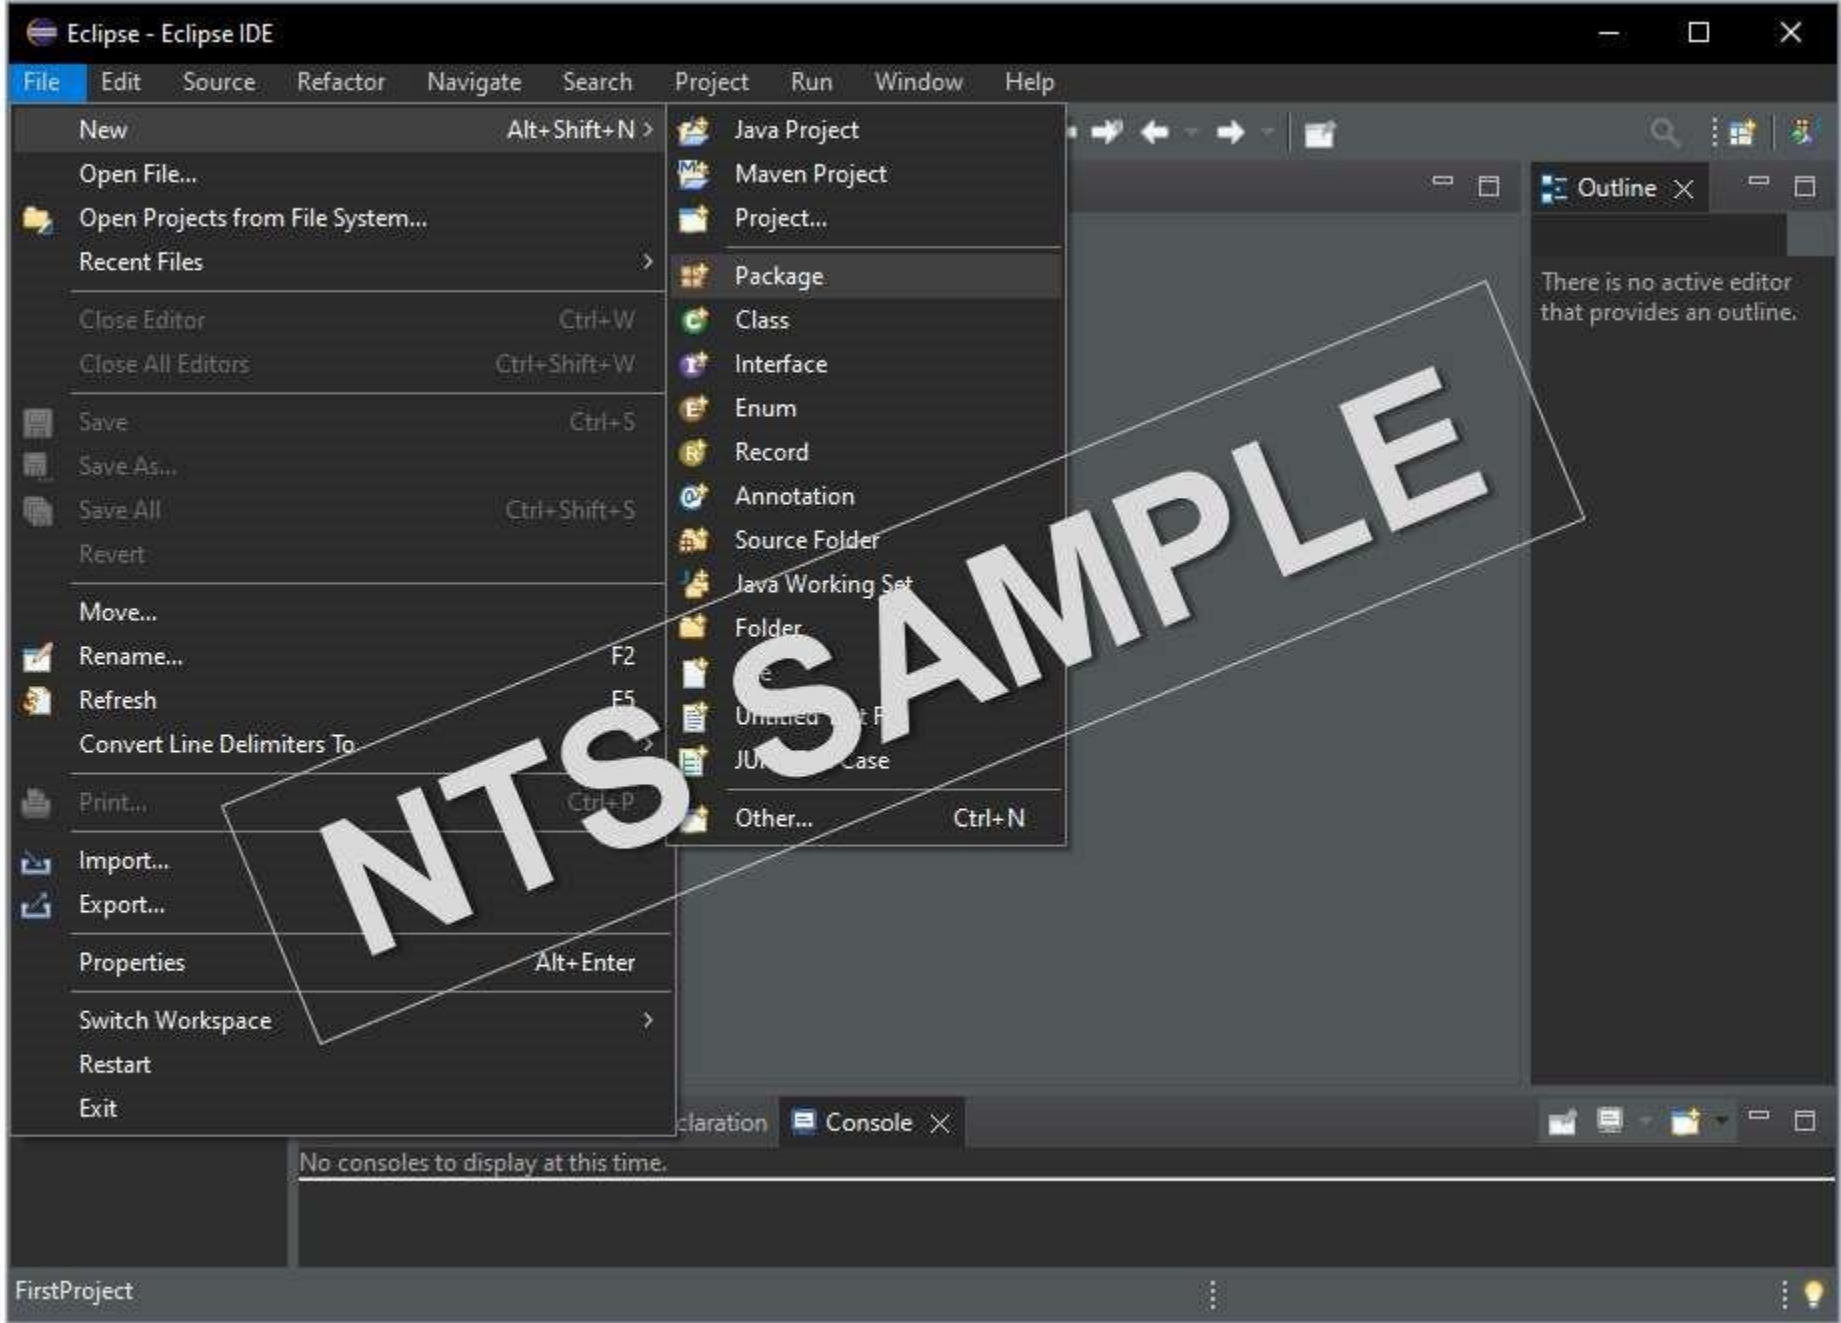 Eclipse - Eclipse IDE
File Edit Source Refactor Navigate Search Project Run Window Help
New Alt+Shift+N >
Open File...
Open Projects from File System...
Recent Files >
Close Editor Ctrl+W
Close All Editors Ctrl+Shift+W
Save Ctrl+S
Save As...
Save All Ctrl+Shift+S
Revert
Move...
Rename... F2
Refresh F5
Convert Line Delimiters To >
Print... Ctrl+P
Import...
Export...
Properties Alt+Enter
Switch Workspace >
Restart
Exit
Java Project
Maven Project
Project...
Package
Class
Interface
Enum
Record
Annotation
Source Folder
Java Working Set
Folder
Untitled
Case
Other... Ctrl+N
Outline
There is no active editor
that provides an outline.
NTS SAMPLE
Console
No consoles to display at this time.
FirstProject